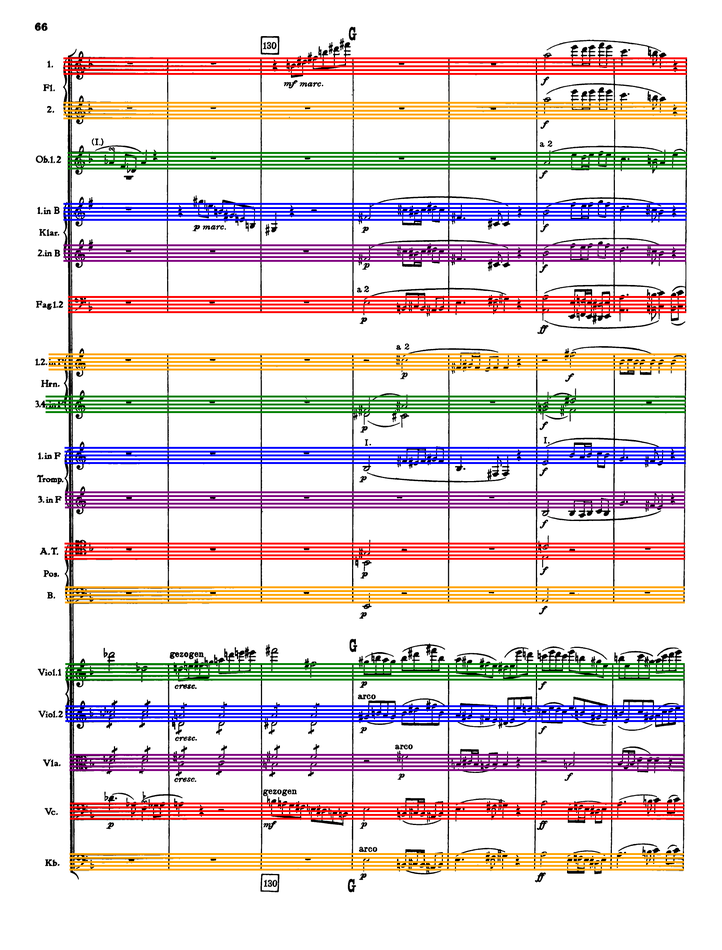 66
130 G
1.
mf marc.
Fl.
2.
f
f
(I.) a 2
Ob.1.2
f
1.in B
p marc. p f
Klar.
2.in B
p f
a 2
Fag.1.2
p ff
a 2
1.2.
p f
Hrn.
3.4.
p f
I. I.
1.in F
p f
Tromp.
3.in F
f
A.T.
p f
Pos.
B.
p f
gezogen G
Viol.1
cresc. p f
arco
Viol.2
cresc. p f
arco
Vla.
cresc. p f
gezogen
Vc.
p mf p ff
arco
Kb.
p ff
130 G